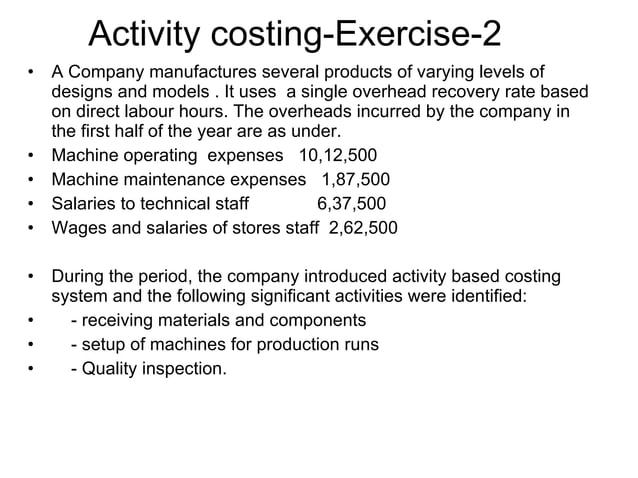 Activity costing-Exercise-2
• A Company manufactures several products of varying levels of
designs and models . It uses a single overhead recovery rate based
on direct labour hours. The overheads incurred by the company in
the first half of the year are as under.
• Machine operating expenses 10,12,500
• Machine maintenance expenses 1,87,500
• Salaries to technical staff 6,37,500
• Wages and salaries of stores staff 2,62,500
• During the period, the company introduced activity based costing
system and the following significant activities were identified:
• - receiving materials and components
• - setup of machines for production runs
• - Quality inspection.